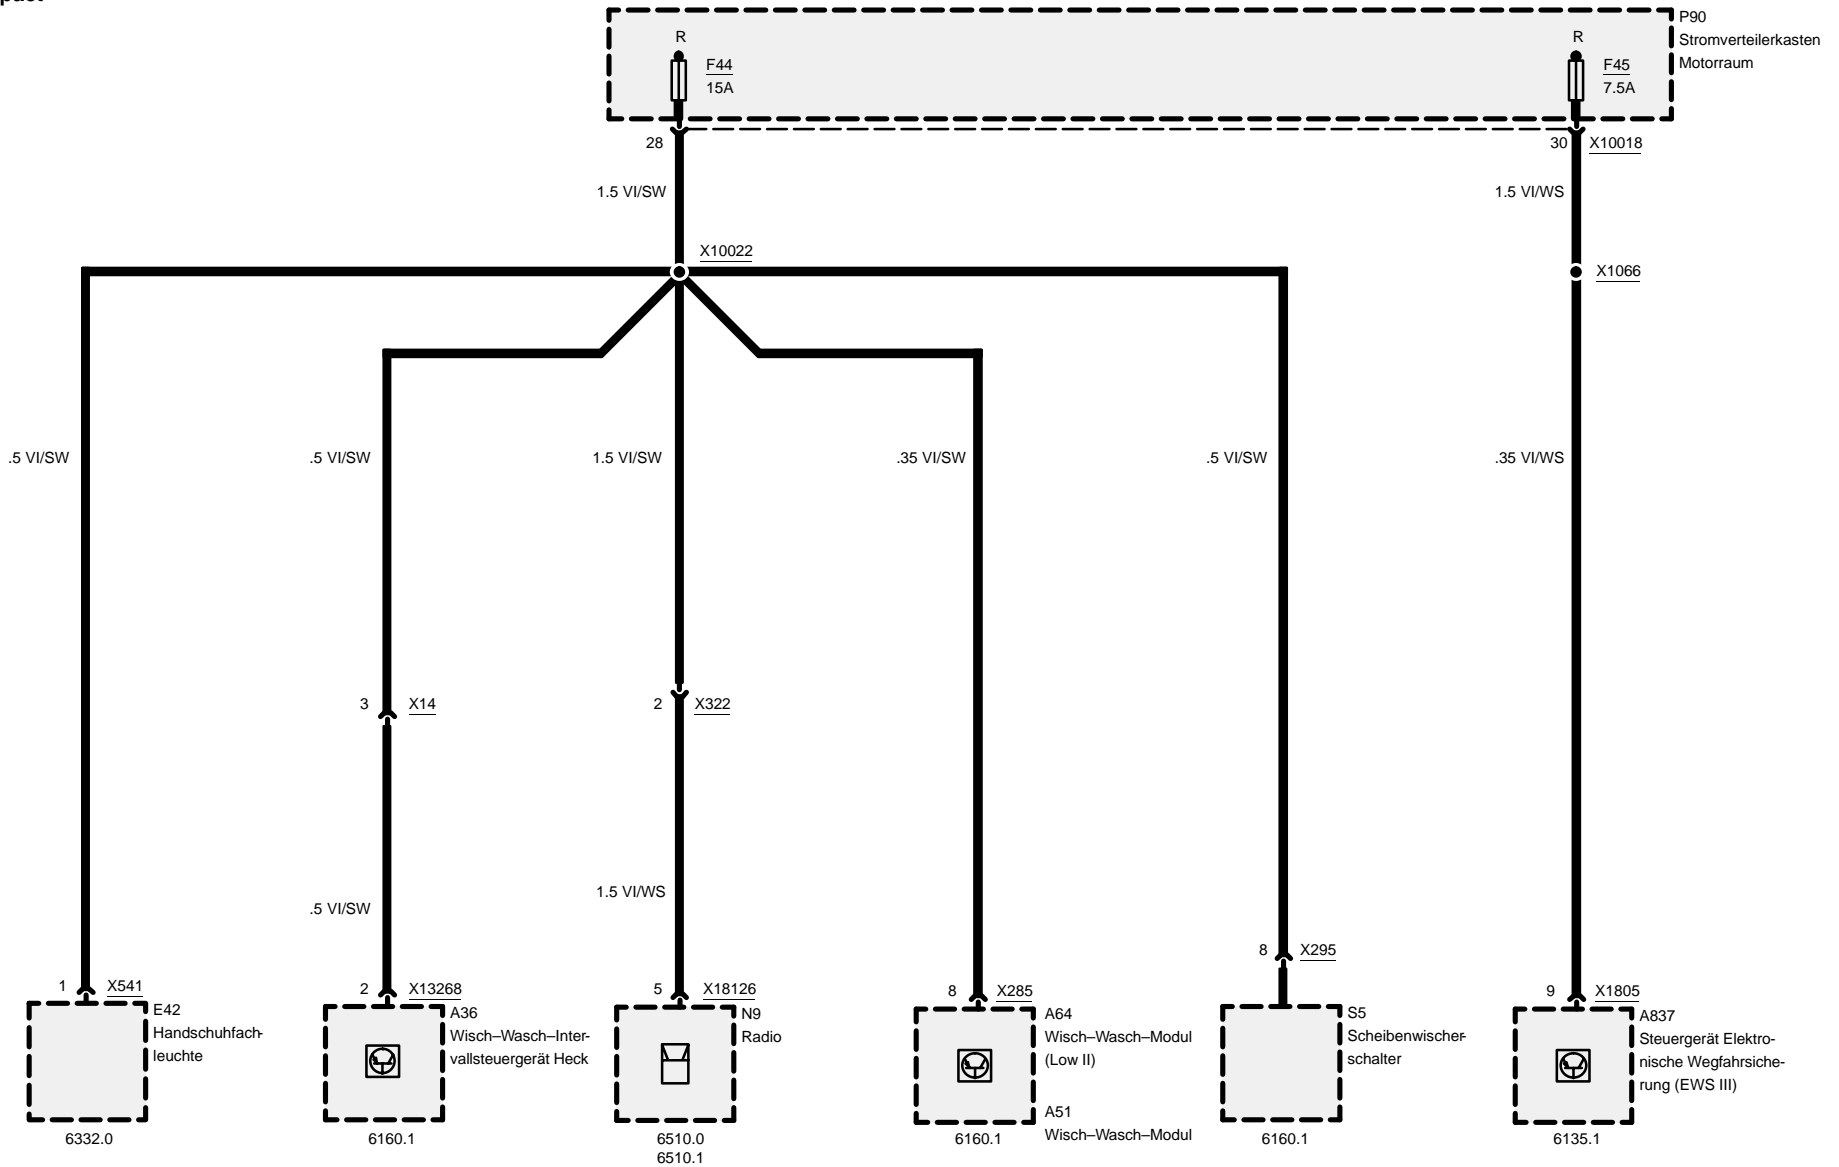 P90
Stromverteilerkasten
Motorraum
R
F44
15A
R
F45
7.5A
28
30 X10018
1.5 VI/SW
1.5 VI/WS
X10022
X1066
.5 VI/SW
.5 VI/SW
1.5 VI/SW
.35 VI/SW
.5 VI/SW
.35 VI/WS
3 X14
2 X322
1.5 VI/WS
.5 VI/SW
8 X295
1 X541
2 X13268
5 X18126
8 X285
9 X1805
E42
Handschuhfach-
leuchte
6332.0
A36
Wisch–Wasch–Inter-
vallsteuergerät Heck
6160.1
N9
Radio
6510.0
6510.1
A64
Wisch–Wasch–Modul
(Low II)
A51
Wisch–Wasch–Modul
6160.1
S5
Scheibenwischer-
schalter
6160.1
A837
Steuergerät Elektro-
nische Wegfahrsiche-
rung (EWS III)
6135.1